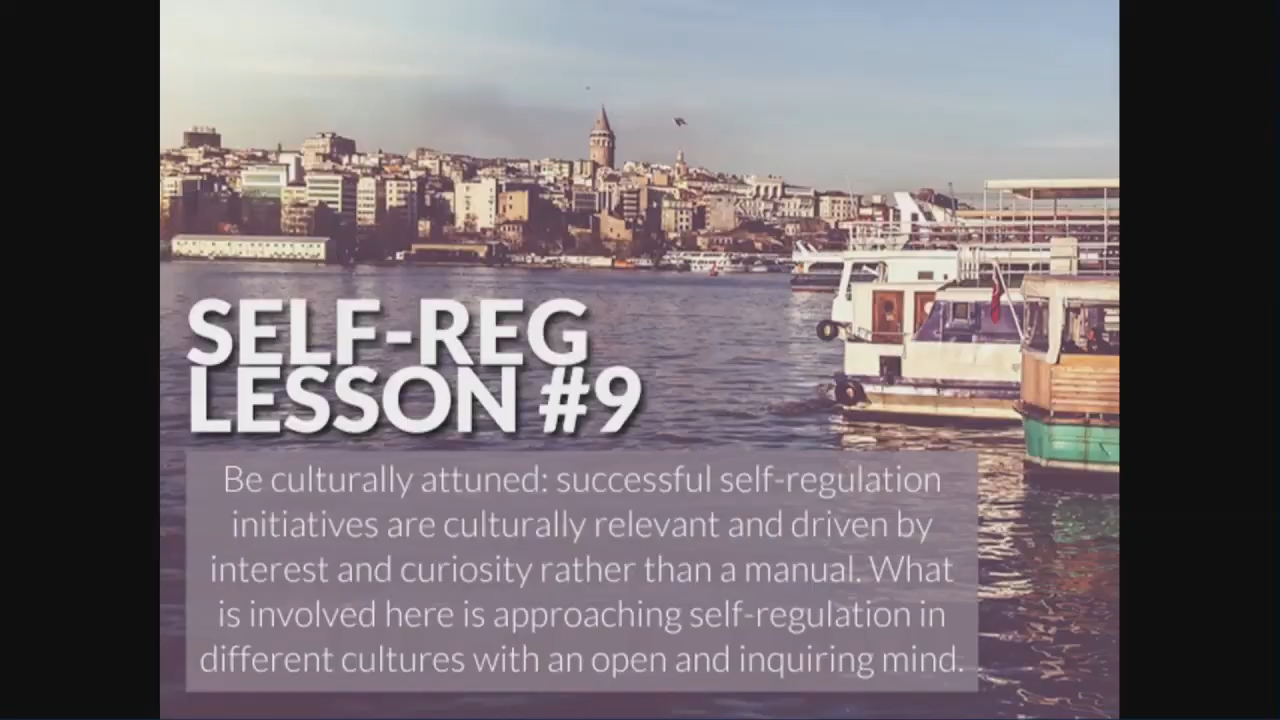 SELF-REG
LESSON #9
Be culturally attuned: successful self-regulation
initiatives are culturally relevant and driven by
interest and curiosity rather than a manual. What
is involved here is approaching self-regulation in
different cultures with an open and inquiring mind.